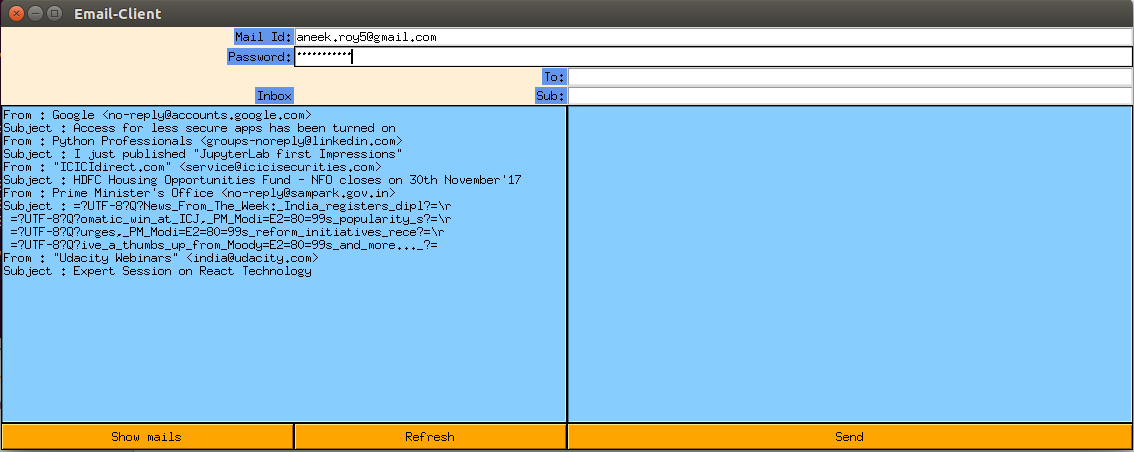 Email-Client
Mail Id: aneek.roy5@gmail.com
Password: ***********
To:
Inbox Sub:
From : Google <no-reply@accounts.google.com>
Subject : Access for less secure apps has been turned on
From : Python Professionals <groups-noreply@linkedin.com>
Subject : I just published "JupyterLab first Impressions"
From : "ICICIdirect.com" <service@icicisecurities.com>
Subject : HDFC Housing Opportunities Fund - NFO closes on 30th November'17
From : Prime Minister's Office <no-reply@sampark.gov.in>
Subject : =?UTF-8?Q?News_From_The_Week:_India_registers_dipl?=\r
=?UTF-8?Q?omatic_win_at_ICJ,_PM_Modi=E2=80=99s_popularity_s?=\r
=?UTF-8?Q?urges,_PM_Modi=E2=80=99s_reform_initiatives_rece?=\r
=?UTF-8?Q?ive_a_thumbs_up_from_Moody=E2=80=99s_and_more..._?=
From : "Udacity Webinars" <india@udacity.com>
Subject : Expert Session on React Technology
Show mails Refresh Send